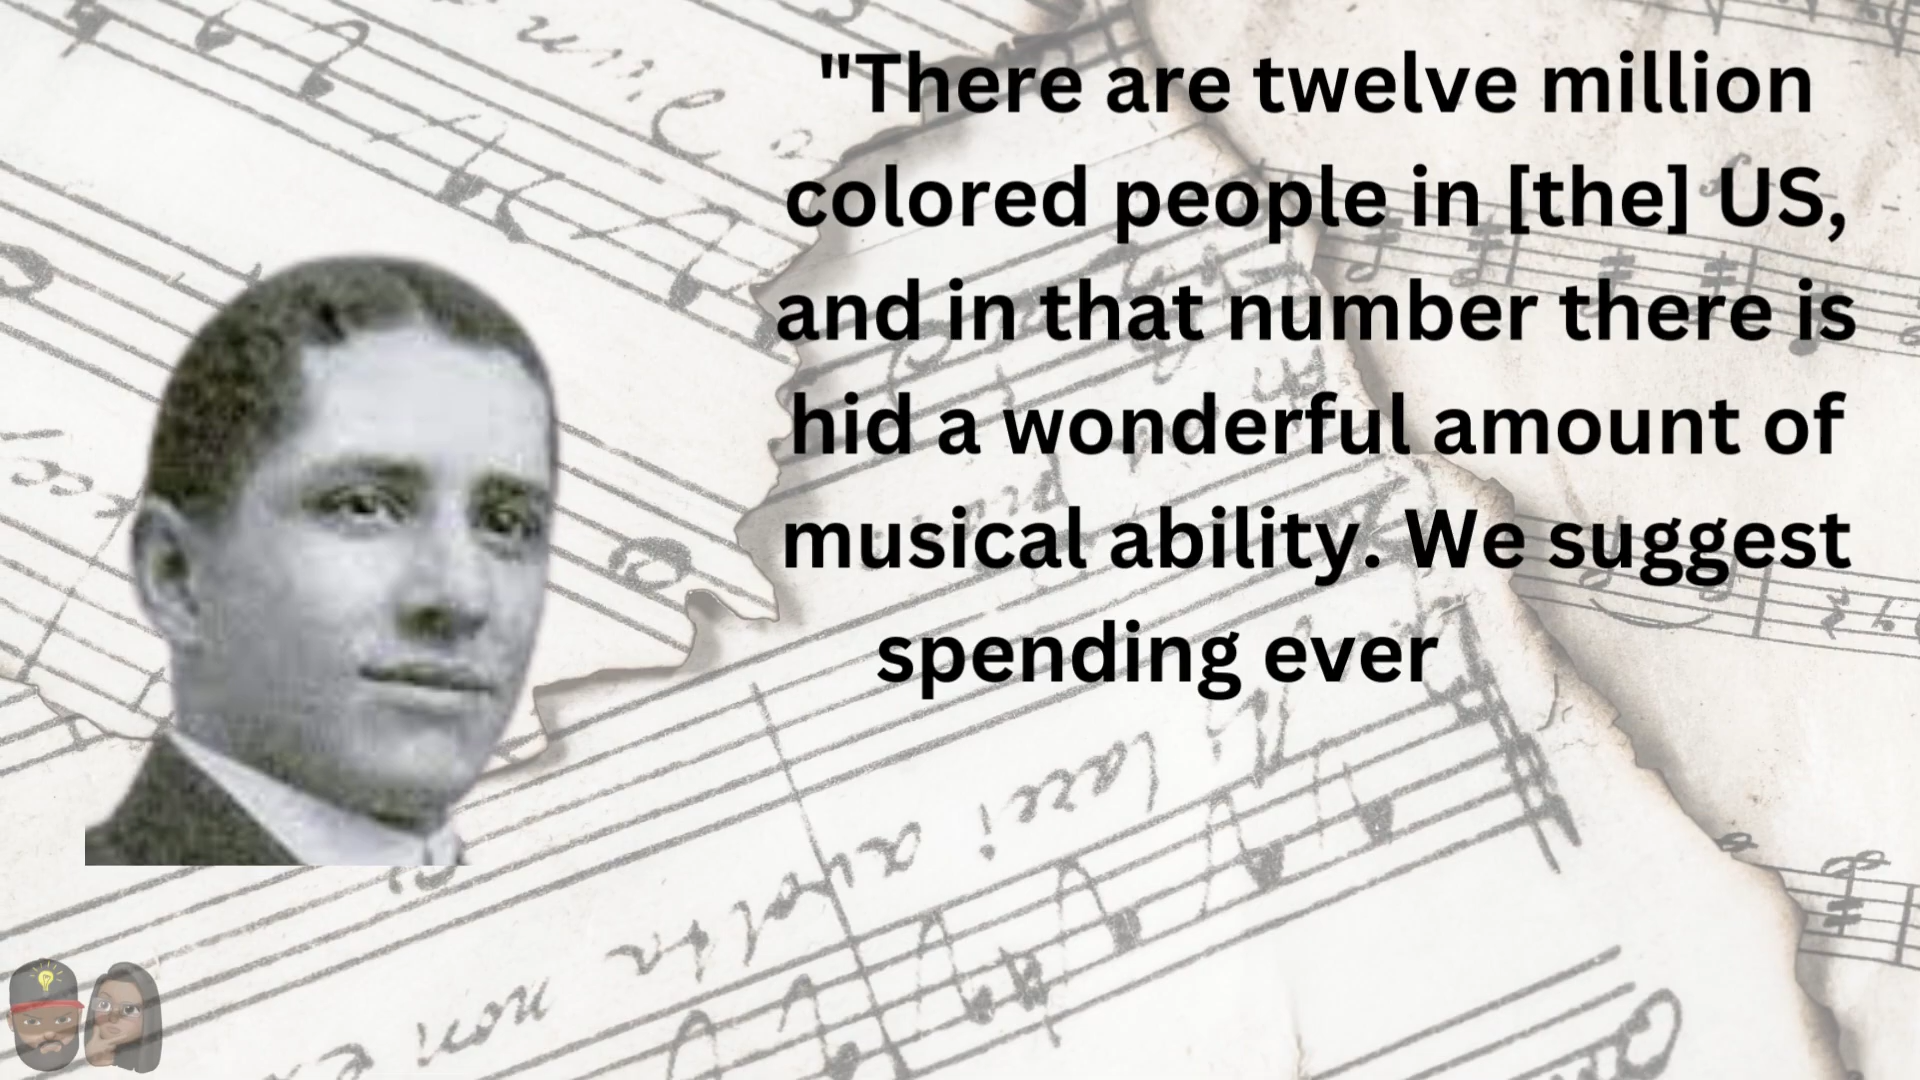 "There are twelve million
colored people in [the] US,
and in that number there is
hid a wonderful amount of
musical ability. We suggest
spending ever